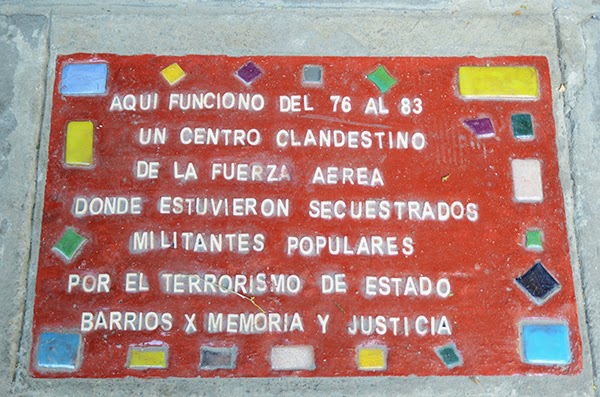 AQUI FUNCIONO DEL 76 AL 83
UN CENTRO CLANDESTINO
DE LA FUERZA AEREA
DONDE ESTUVIERON SECUESTRADOS
MILITANTES POPULARES
POR EL TERRORISMO DE ESTADO
BARRIOS X MEMORIA Y JUSTICIA